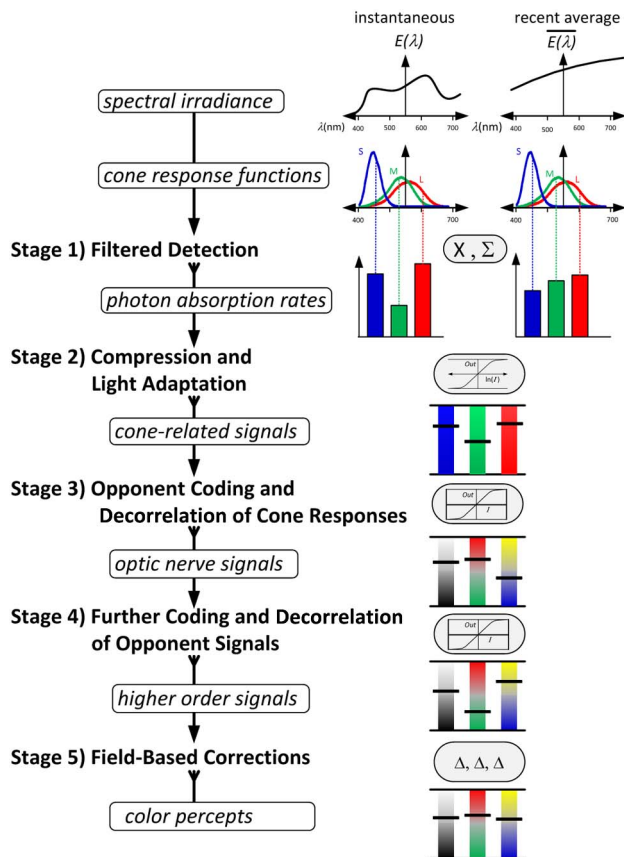 instantaneous
recent average
E(λ)
E(λ)
spectral irradiance
λ(nm)
400 500 600 700
λ(nm)
400 500 600 700
cone response functions
S
M
L
400
700
S
M
L
400
700
Stage 1) Filtered Detection
X , Σ
photon absorption rates
Stage 2) Compression and
Light Adaptation
Out
ln(I)
cone-related signals
Stage 3) Opponent Coding and
Decorrelation of Cone Responses
Out
I
optic nerve signals
Stage 4) Further Coding and Decorrelation
of Opponent Signals
Out
I
higher order signals
Stage 5) Field-Based Corrections
Δ, Δ, Δ
color percepts